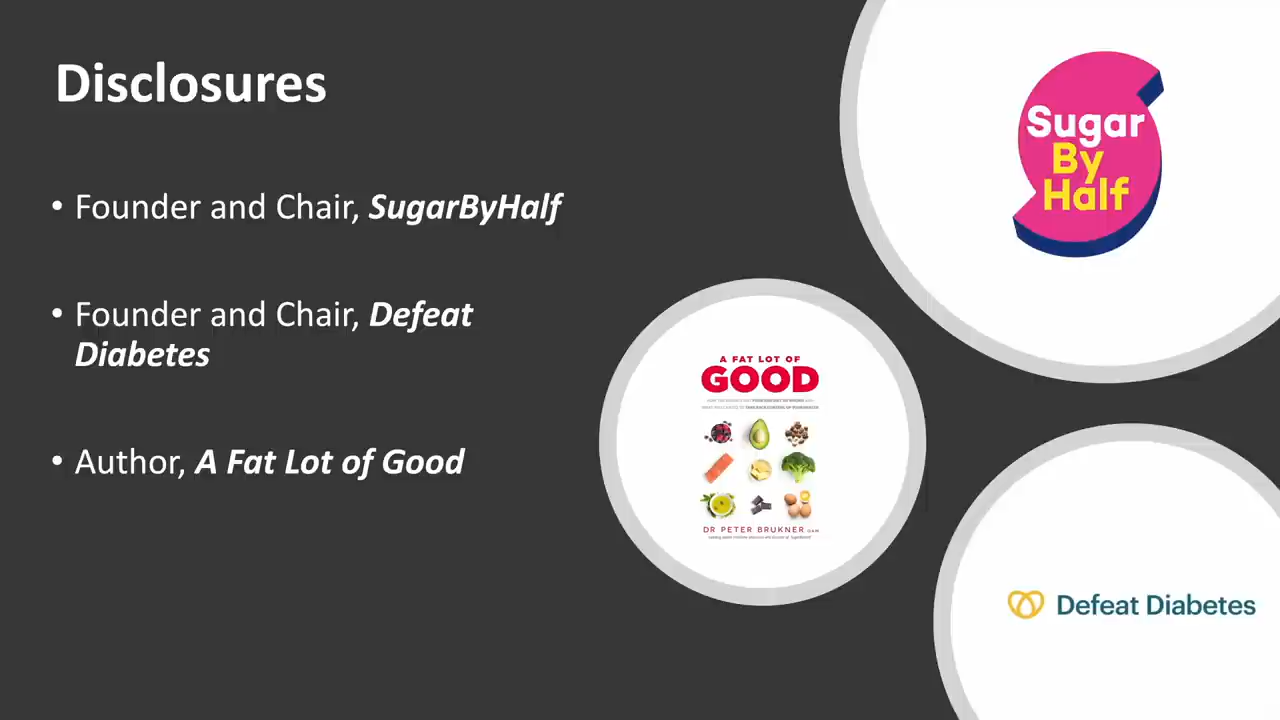 Disclosures
• Founder and Chair, SugarByHalf
• Founder and Chair, Defeat
Diabetes
• Author, A Fat Lot of Good
Sugar
By
Half
A FAT LOT OF
GOOD
DR PETER BRUKNER OAM
Defeat Diabetes